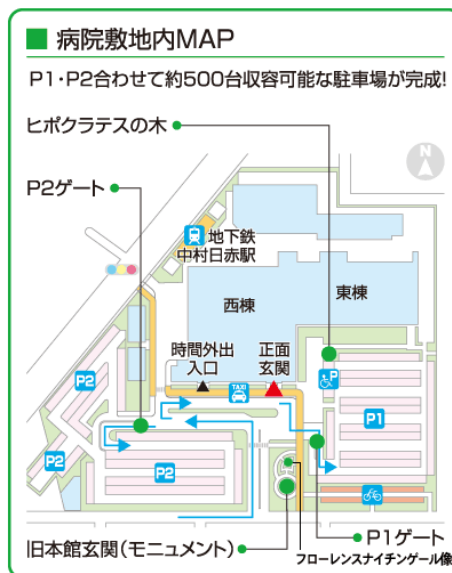 病院敷地内MAP
P1・P2合わせて約500台収容可能な駐車場が完成!
ヒポクラテスの木
N
P2ゲート
地下鉄
中村日赤駅
西棟
東棟
時間外出
入口
正面
玄関
TAXI
P
P2
P1
P2
P2
P1ゲート
旧本館玄関(モニュメント)
フローレンスナイチンゲール像